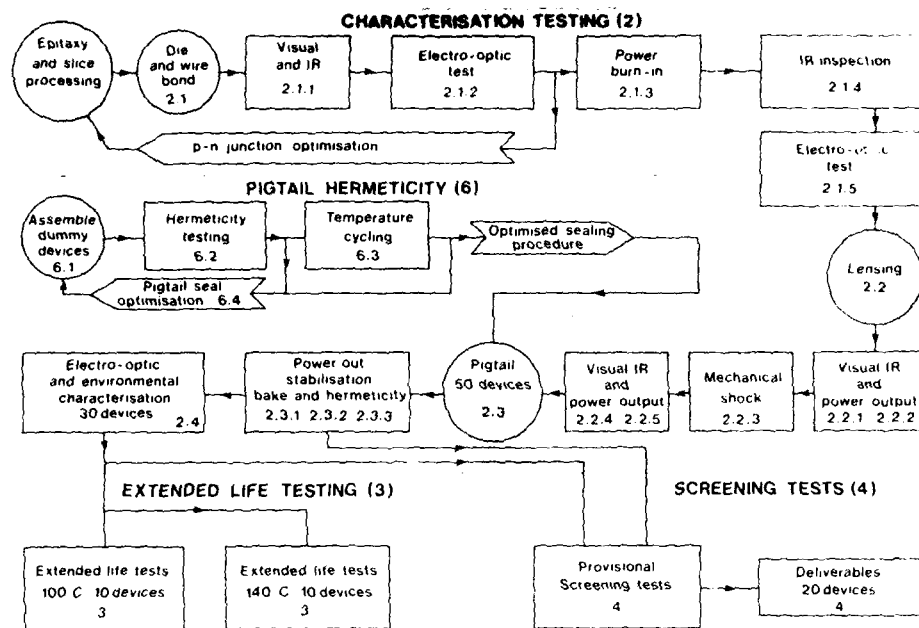 CHARACTERISATION TESTING (2)
Epitaxy
and slice
processing
Die
and wire
bond
2.1
Visual
and IR
2.1.1
Electro-optic
test
2.1.2
Power
burn-in
2.1.3
IR inspection
2.1.4
p-n junction optimisation
Electro-optic
test
2.1.5
PIGTAIL HERMETICITY (6)
Assemble
dummy
devices
6.1
Hermeticity
testing
6.2
Temperature
cycling
6.3
Optimised sealing
procedure
Pigtail seal
optimisation 6.4
Lensing
2.2
Electro-optic
and environmental
characterisation
30 devices
2.4
Power out
stabilisation
bake and hermeticity
2.3.1 2.3.2 2.3.3
Pigtail
50 devices
2.3
Visual IR
and
power output
2.2.4 2.2.5
Mechanical
shock
2.2.3
Visual IR
and
power output
2.2.1 2.2.2
EXTENDED LIFE TESTING (3)
SCREENING TESTS (4)
Extended life tests
100 C 10 devices
3
Extended life tests
140 C 10 devices
3
Provisional
Screening tests
4
Deliverables
20 devices
4